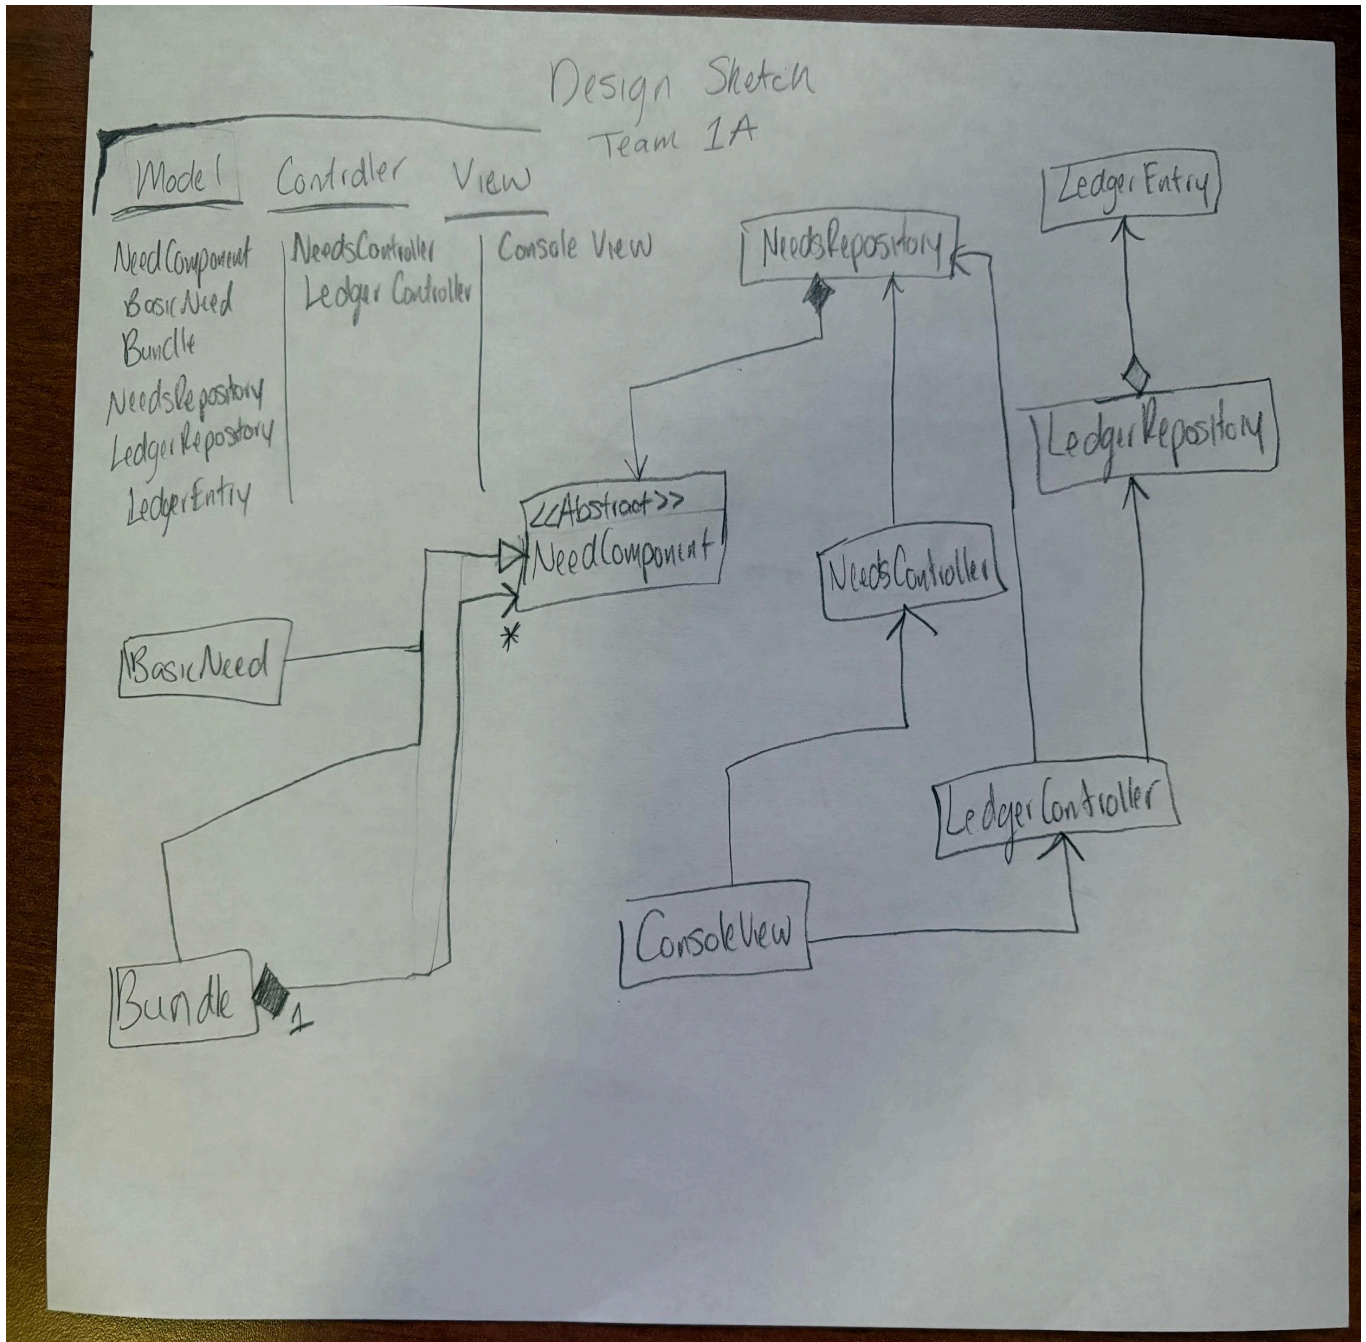 Design Sketch
Team 1A
Model Controller View
NeedComponent
BasicNeed
Bundle
NeedsRepository
LedgerRepository
LedgerEntry
NeedsController
Ledger Controller
Console View
LedgerEntry
NeedsRepository
LedgerRepository
<<Abstract>>
NeedComponent
*
NeedsController
BasicNeed
LedgerController
ConsoleView
Bundle
1